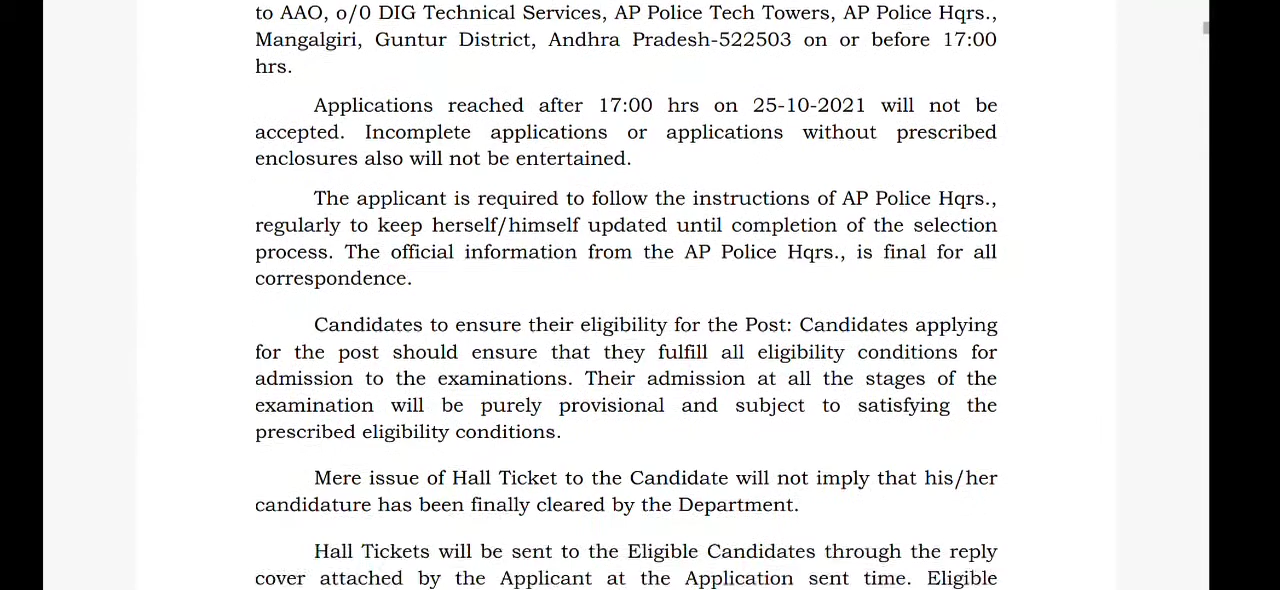 to AAO, o/0 DIG Technical Services, AP Police Tech Towers, AP Police Hqrs.,
Mangalgiri, Guntur District, Andhra Pradesh-522503 on or before 17:00
hrs.
Applications reached after 17:00 hrs on 25-10-2021 will not be
accepted. Incomplete applications or applications without prescribed
enclosures also will not be entertained.
The applicant is required to follow the instructions of AP Police Hqrs.,
regularly to keep herself/himself updated until completion of the selection
process. The official information from the AP Police Hqrs., is final for all
correspondence.
Candidates to ensure their eligibility for the Post: Candidates applying
for the post should ensure that they fulfill all eligibility conditions for
admission to the examinations. Their admission at all the stages of the
examination will be purely provisional and subject to satisfying the
prescribed eligibility conditions.
Mere issue of Hall Ticket to the Candidate will not imply that his/her
candidature has been finally cleared by the Department.
Hall Tickets will be sent to the Eligible Candidates through the reply
cover attached by the Applicant at the Application sent time. Eligible